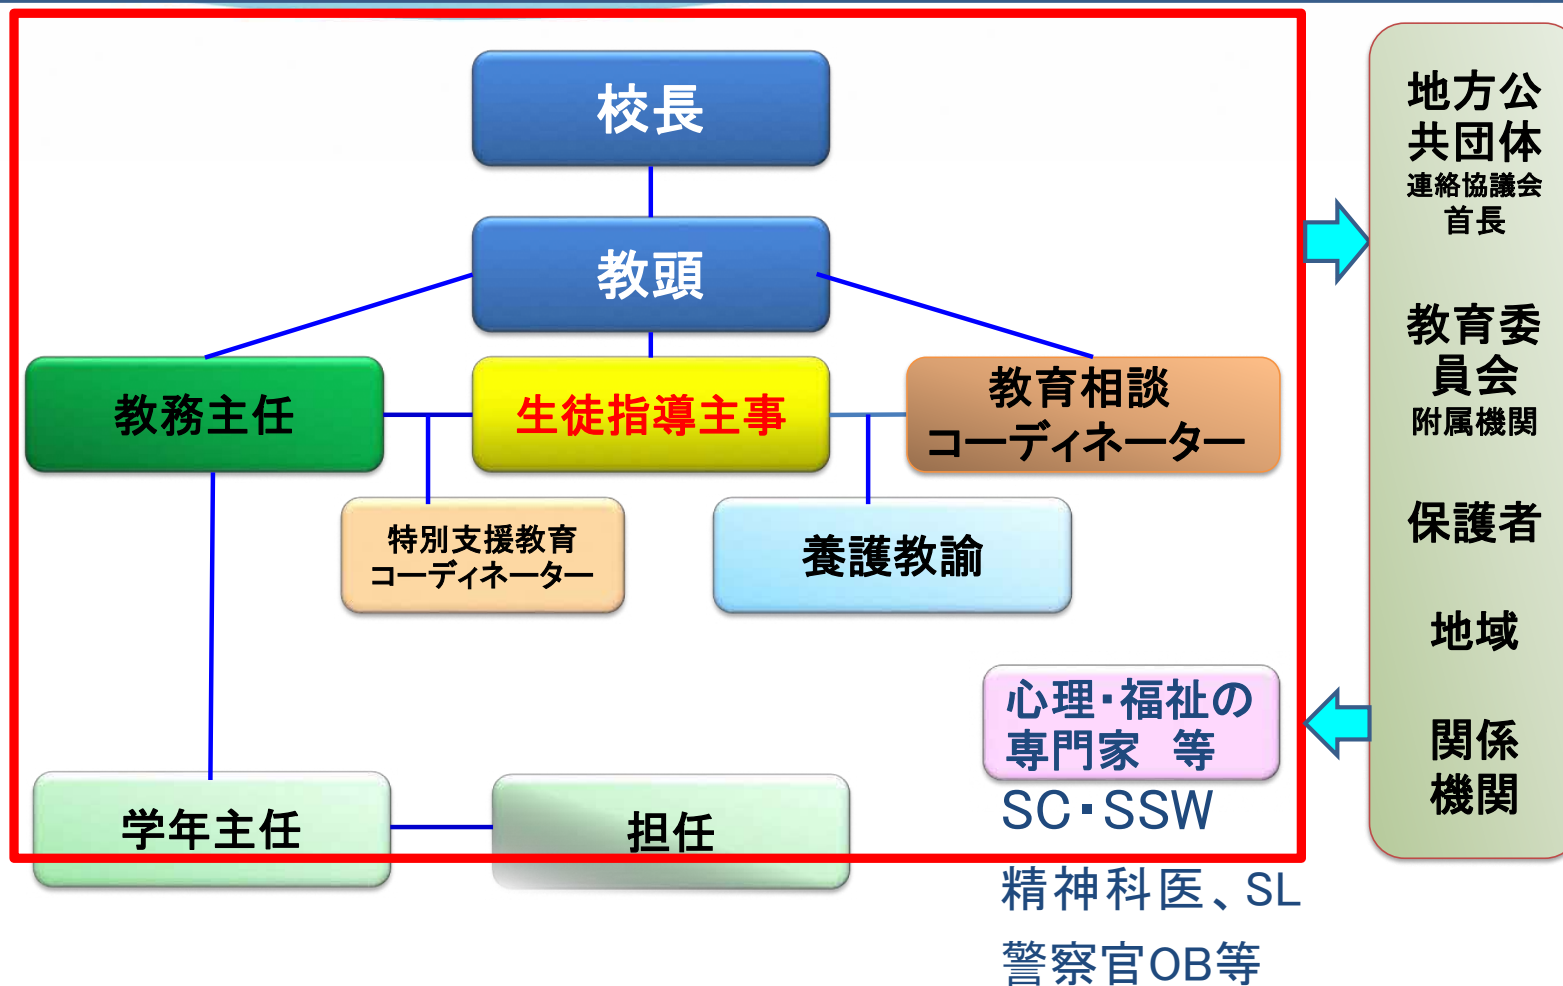 校長
教頭
教務主任
生徒指導主事
教育相談
コーディネーター
特別支援教育
コーディネーター
養護教諭
心理・福祉の
専門家　等
SC・SSW
精神科医、SL
警察官OB等
学年主任
担任
地方公
共団体
連絡協議会
首長
教育委
員会
附属機関
保護者
地域
関係
機関